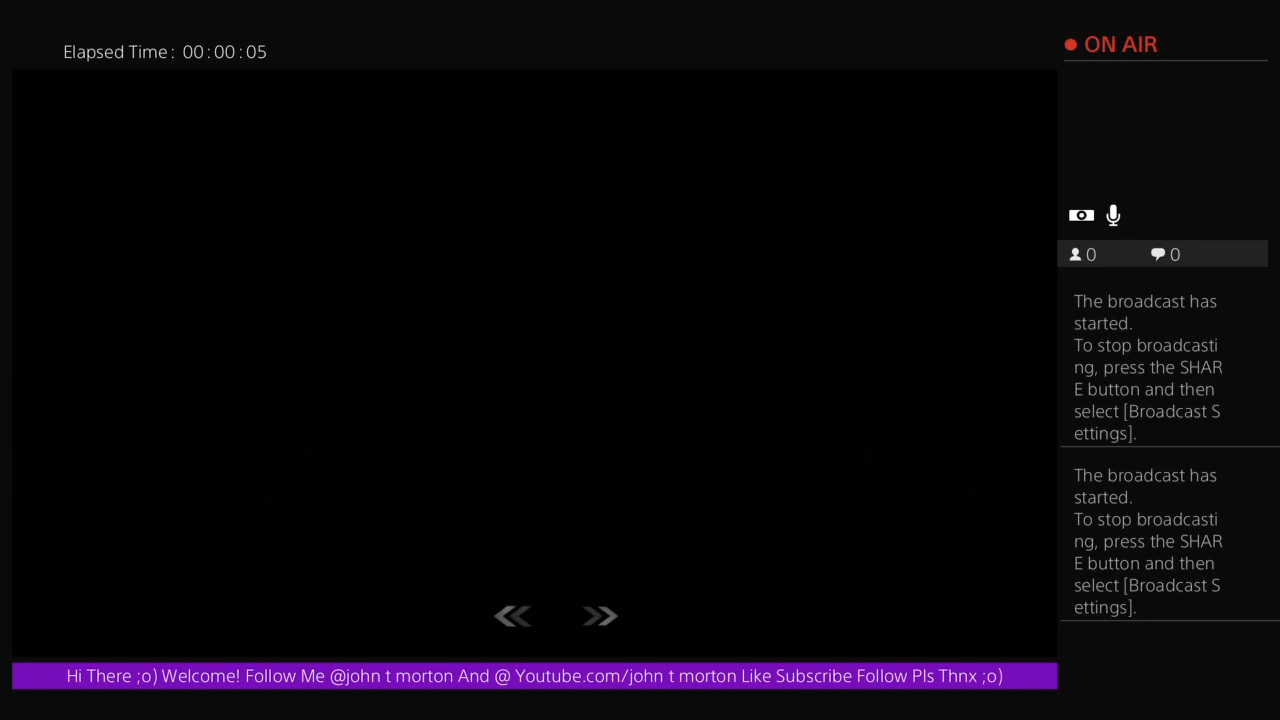 Elapsed Time: 00:00:05
ON AIR
0 0
The broadcast has
started.
To stop broadcasti
ng, press the SHAR
E button and then
select [Broadcast S
ettings].
The broadcast has
started.
To stop broadcasti
ng, press the SHAR
E button and then
select [Broadcast S
ettings].
Hi There ;o) Welcome! Follow Me @john t morton And @ Youtube.com/john t morton Like Subscribe Follow Pls Thnx ;o)